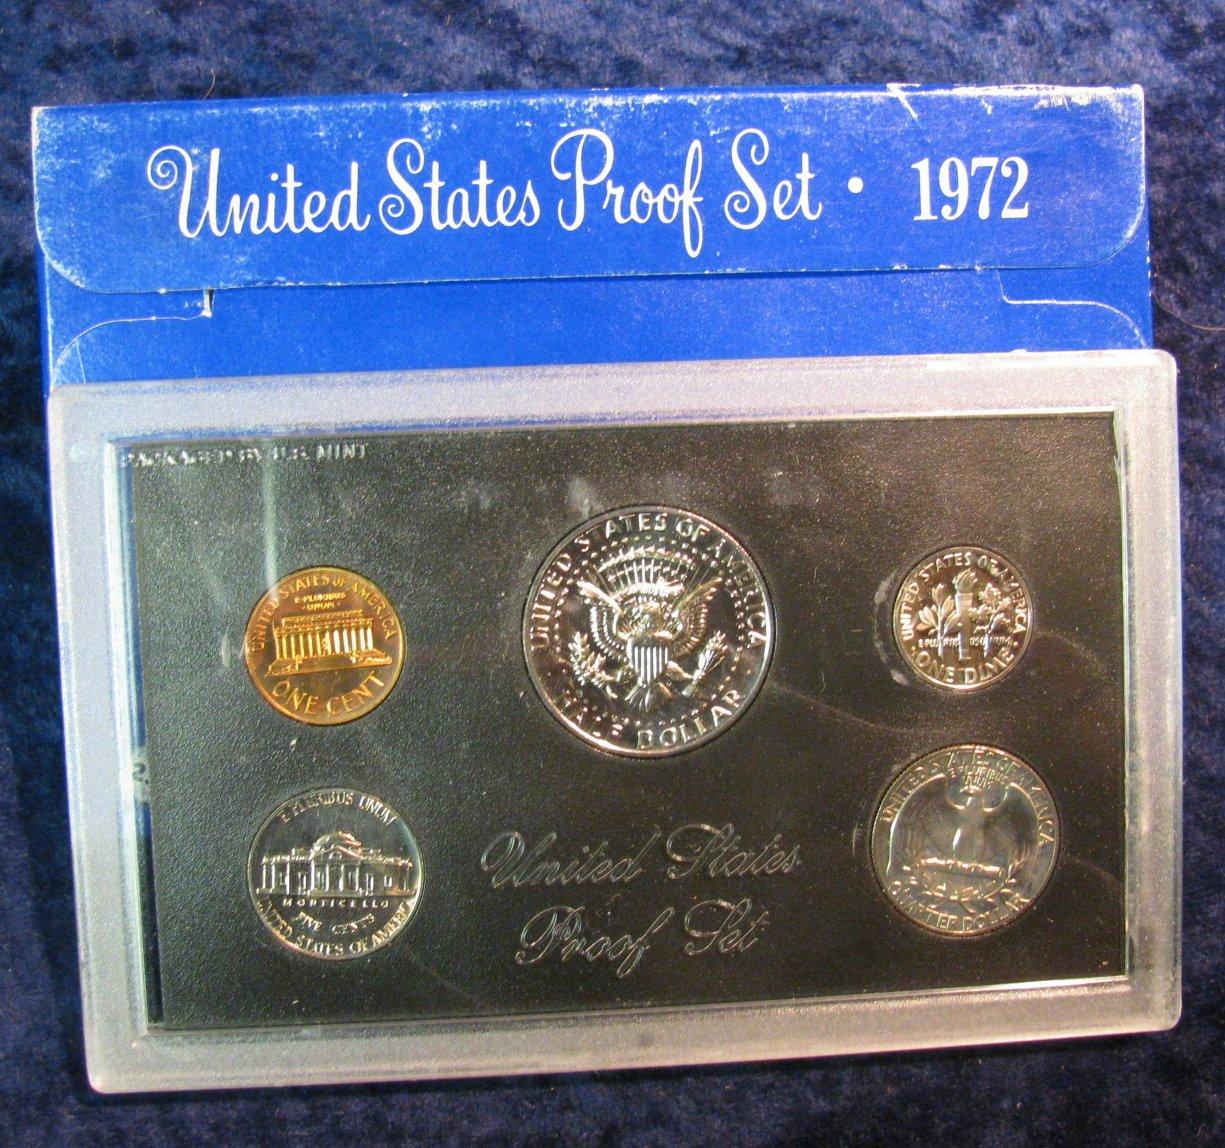 United States Proof Set · 1972
PACKAGED BY U.S. MINT
UNITED STATES OF AMERICA
E·PLURIBUS
·UNUM·
ONE CENT
UNITED STATES OF AMERICA
HALF DOLLAR
UNITED STATES OF AMERICA
E PLURIBUS UNUM
ONE DIME
E PLURIBUS UNUM
MONTICELLO
FIVE CENTS
UNITED STATES OF AMERICA
United States
Proof Set
UNITED STATES OF AMERICA
E PLURIBUS
UNUM
QUARTER DOLLAR